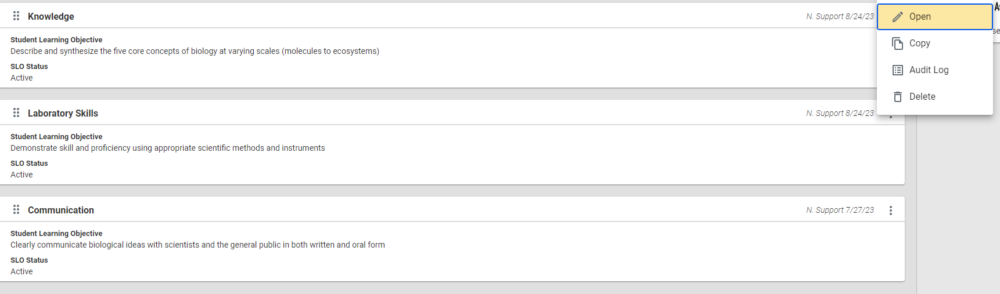 Knowledge N. Support 8/24/23
Student Learning Objective
Describe and synthesize the five core concepts of biology at varying scales (molecules to ecosystems)
SLO Status
Active
Open
Copy
Audit Log
Delete
Laboratory Skills N. Support 8/24/23
Student Learning Objective
Demonstrate skill and proficiency using appropriate scientific methods and instruments
SLO Status
Active
Communication N. Support 7/27/23
Student Learning Objective
Clearly communicate biological ideas with scientists and the general public in both written and oral form
SLO Status
Active